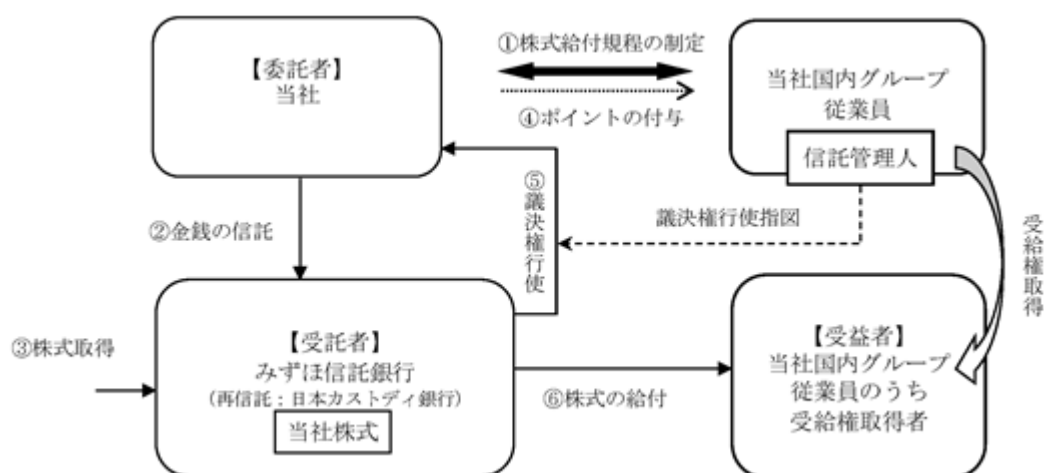 【委託者】
当社
①株式給付規程の制定
④ポイントの付与
当社国内グループ
従業員
信託管理人
②金銭の信託
⑤議決権行使
議決権行使指図
受給権取得
③株式取得
【受託者】
みずほ信託銀行
(再信託：日本カストディ銀行)
当社株式
⑥株式の給付
【受益者】
当社国内グループ
従業員のうち
受給権取得者